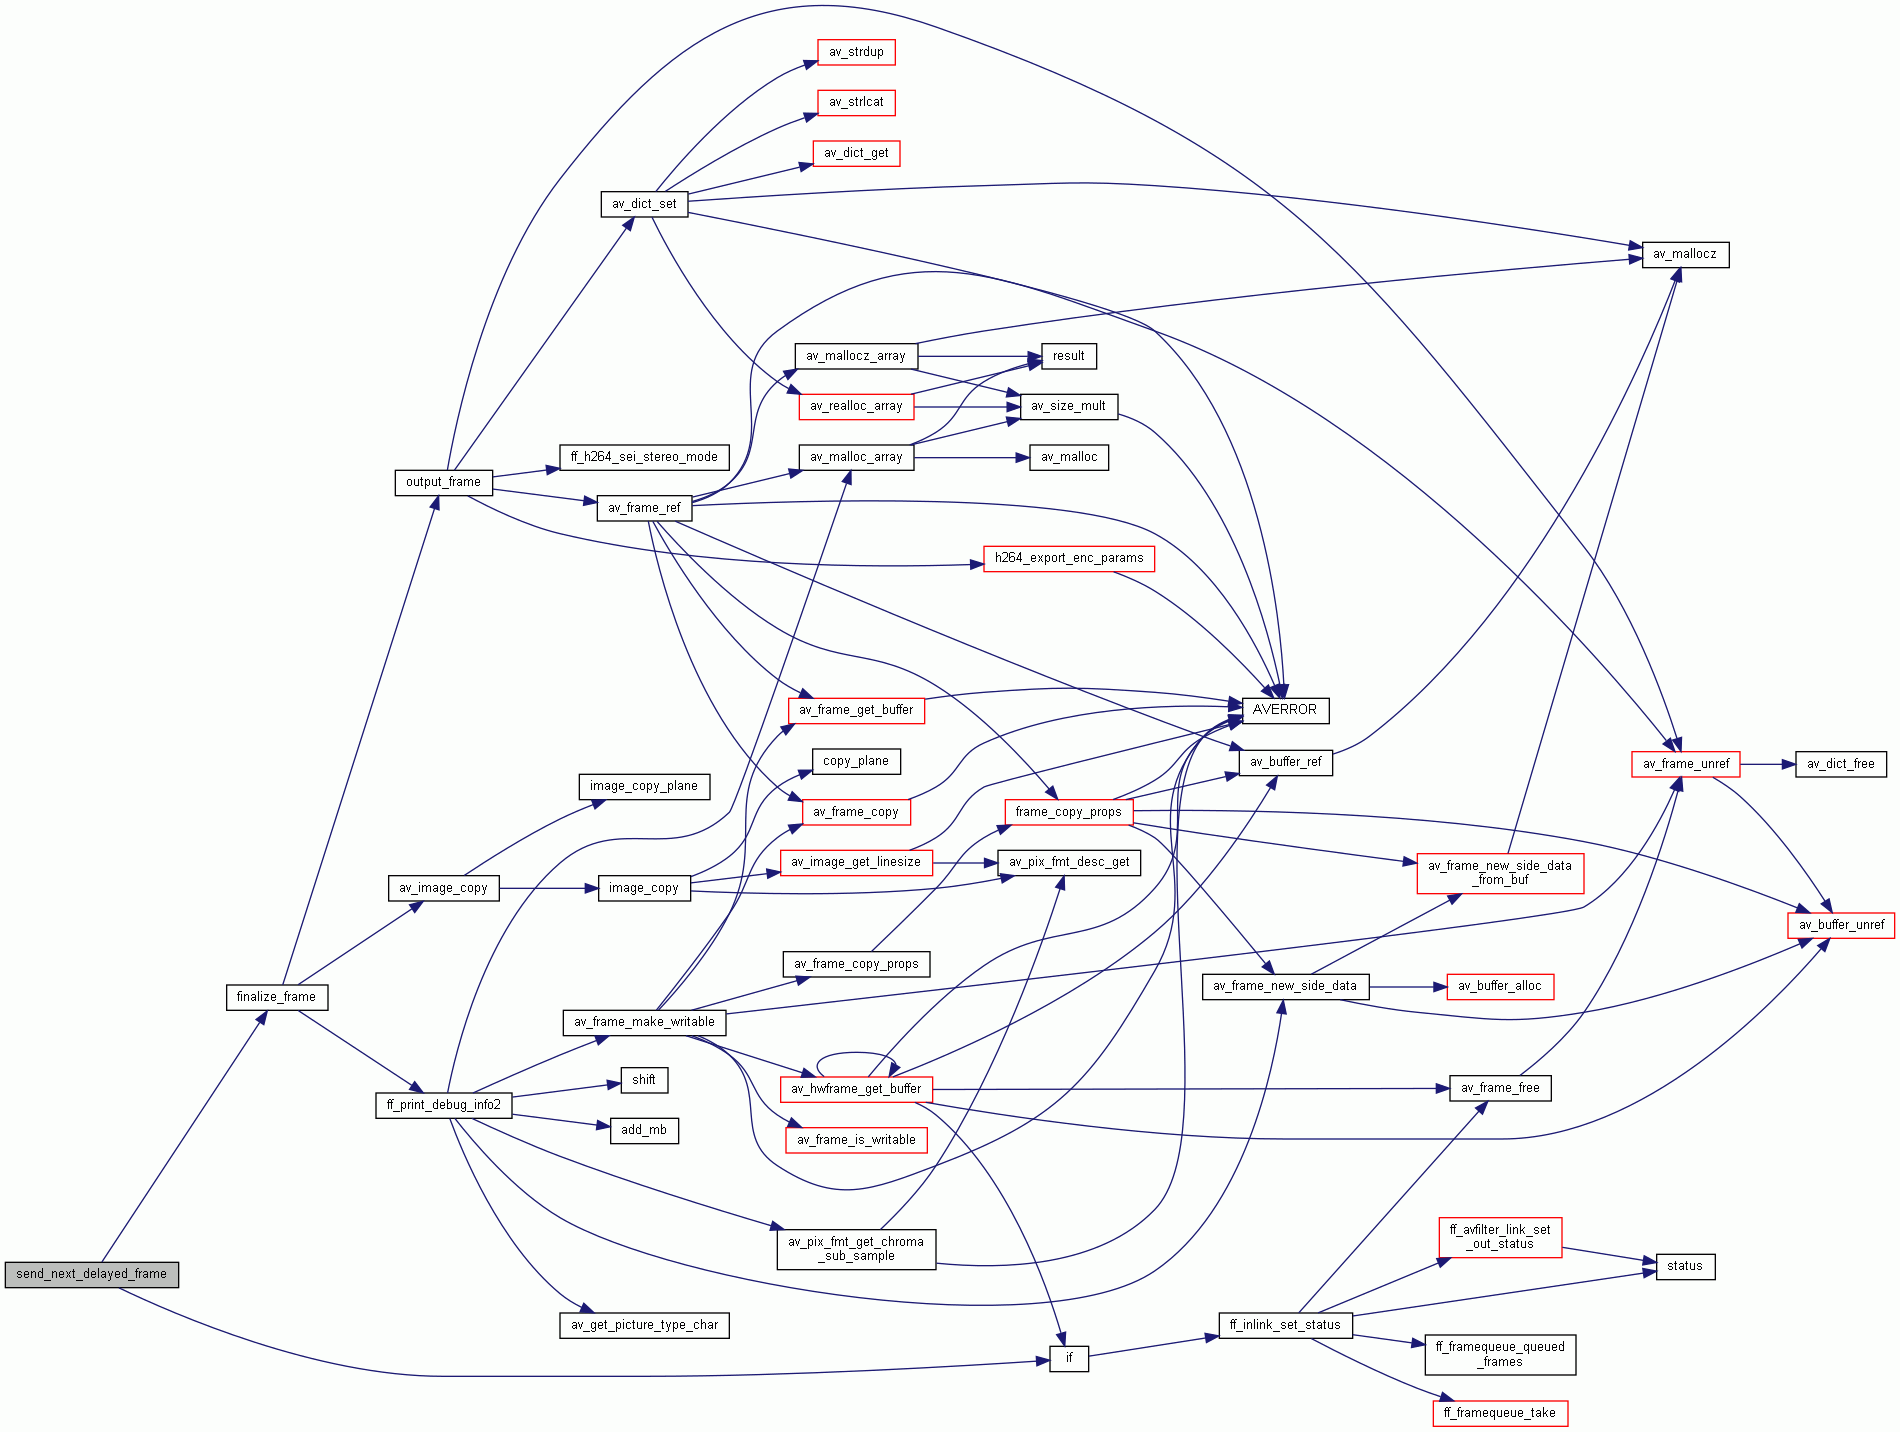 av_strdup
av_strlcat
av_dict_get
av_dict_set
av_mallocz
av_mallocz_array
result
av_realloc_array
av_size_mult
av_malloc_array
av_malloc
ff_h264_sei_stereo_mode
output_frame
av_frame_ref
h264_export_enc_params
av_frame_get_buffer
AVERROR
copy_plane
av_buffer_ref
av_frame_unref
av_dict_free
image_copy_plane
av_frame_copy
frame_copy_props
av_image_get_linesize
av_pix_fmt_desc_get
av_frame_new_side_data
_from_buf
av_image_copy
image_copy
av_buffer_unref
av_frame_copy_props
av_frame_new_side_data
av_buffer_alloc
finalize_frame
av_frame_make_writable
shift
av_hwframe_get_buffer
av_frame_free
ff_print_debug_info2
add_mb
av_frame_is_writable
av_pix_fmt_get_chroma
_sub_sample
ff_avfilter_link_set
_out_status
status
send_next_delayed_frame
av_get_picture_type_char
ff_inlink_set_status
if
ff_framequeue_queued
_frames
ff_framequeue_take